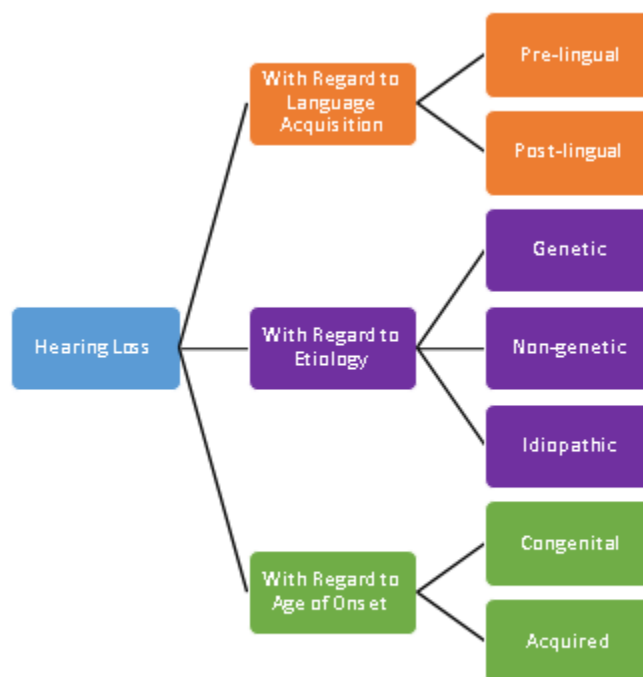 Hearing Loss
With Regard to
Language
Acquisition
Pre-lingual
Post-lingual
With Regard to
Etiology
Genetic
Non-genetic
Idiopathic
With Regard to
Age of Onset
Congenital
Acquired